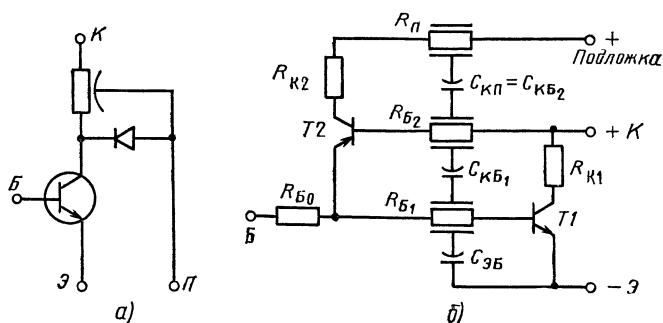 К
Б
Э
П
а)
R_П
+
Подложка
R_К2
C_КП = C_КБ2
T2
R_Б2
+ К
R_К1
C_КБ1
R_Б0
R_Б1
T1
Б
C_ЭБ
– Э
б)